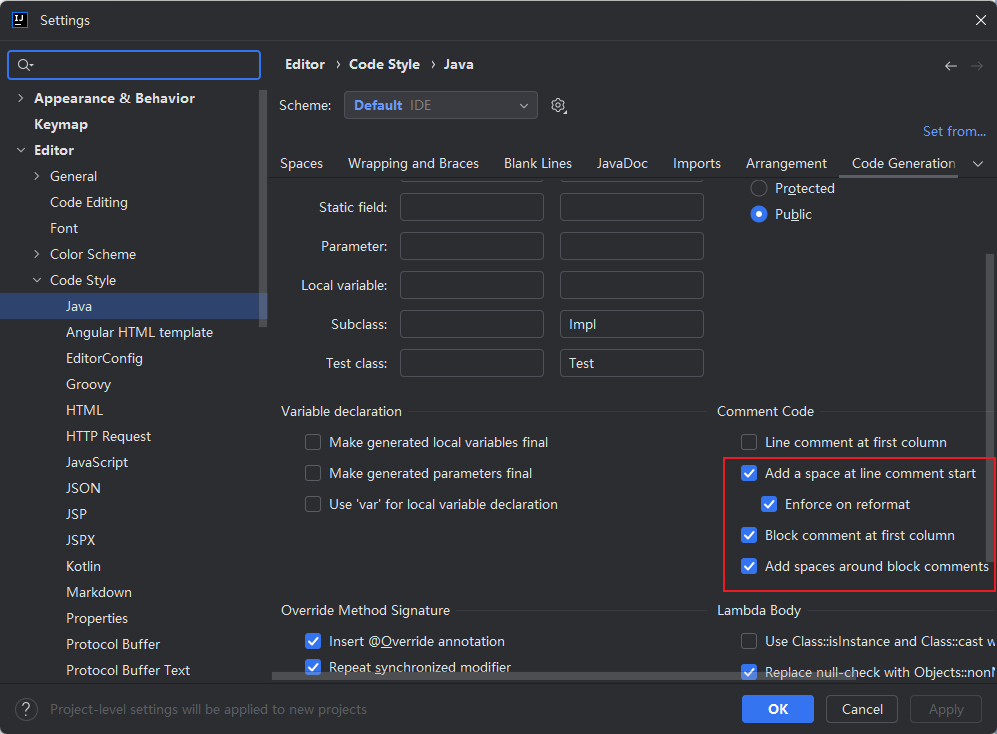 Settings
Appearance & Behavior
Keymap
Editor
General
Code Editing
Font
Color Scheme
Code Style
Java
Angular HTML template
EditorConfig
Groovy
HTML
HTTP Request
JavaScript
JSON
JSP
JSPX
Kotlin
Markdown
Properties
Protocol Buffer
Protocol Buffer Text
Editor › Code Style › Java
Scheme: Default IDE
Set from...
Spaces Wrapping and Braces Blank Lines JavaDoc Imports Arrangement Code Generation
Static field:
Parameter:
Local variable:
Subclass: Impl
Test class: Test
Protected
Public
Variable declaration
Make generated local variables final
Make generated parameters final
Use 'var' for local variable declaration
Comment Code
Line comment at first column
Add a space at line comment start
Enforce on reformat
Block comment at first column
Add spaces around block comments
Override Method Signature
Insert @Override annotation
Repeat synchronized modifier
Lambda Body
Use Class::isInstance and Class::cast w
Replace null-check with Objects::nonN
? Project-level settings will be applied to new projects
OK Cancel Apply